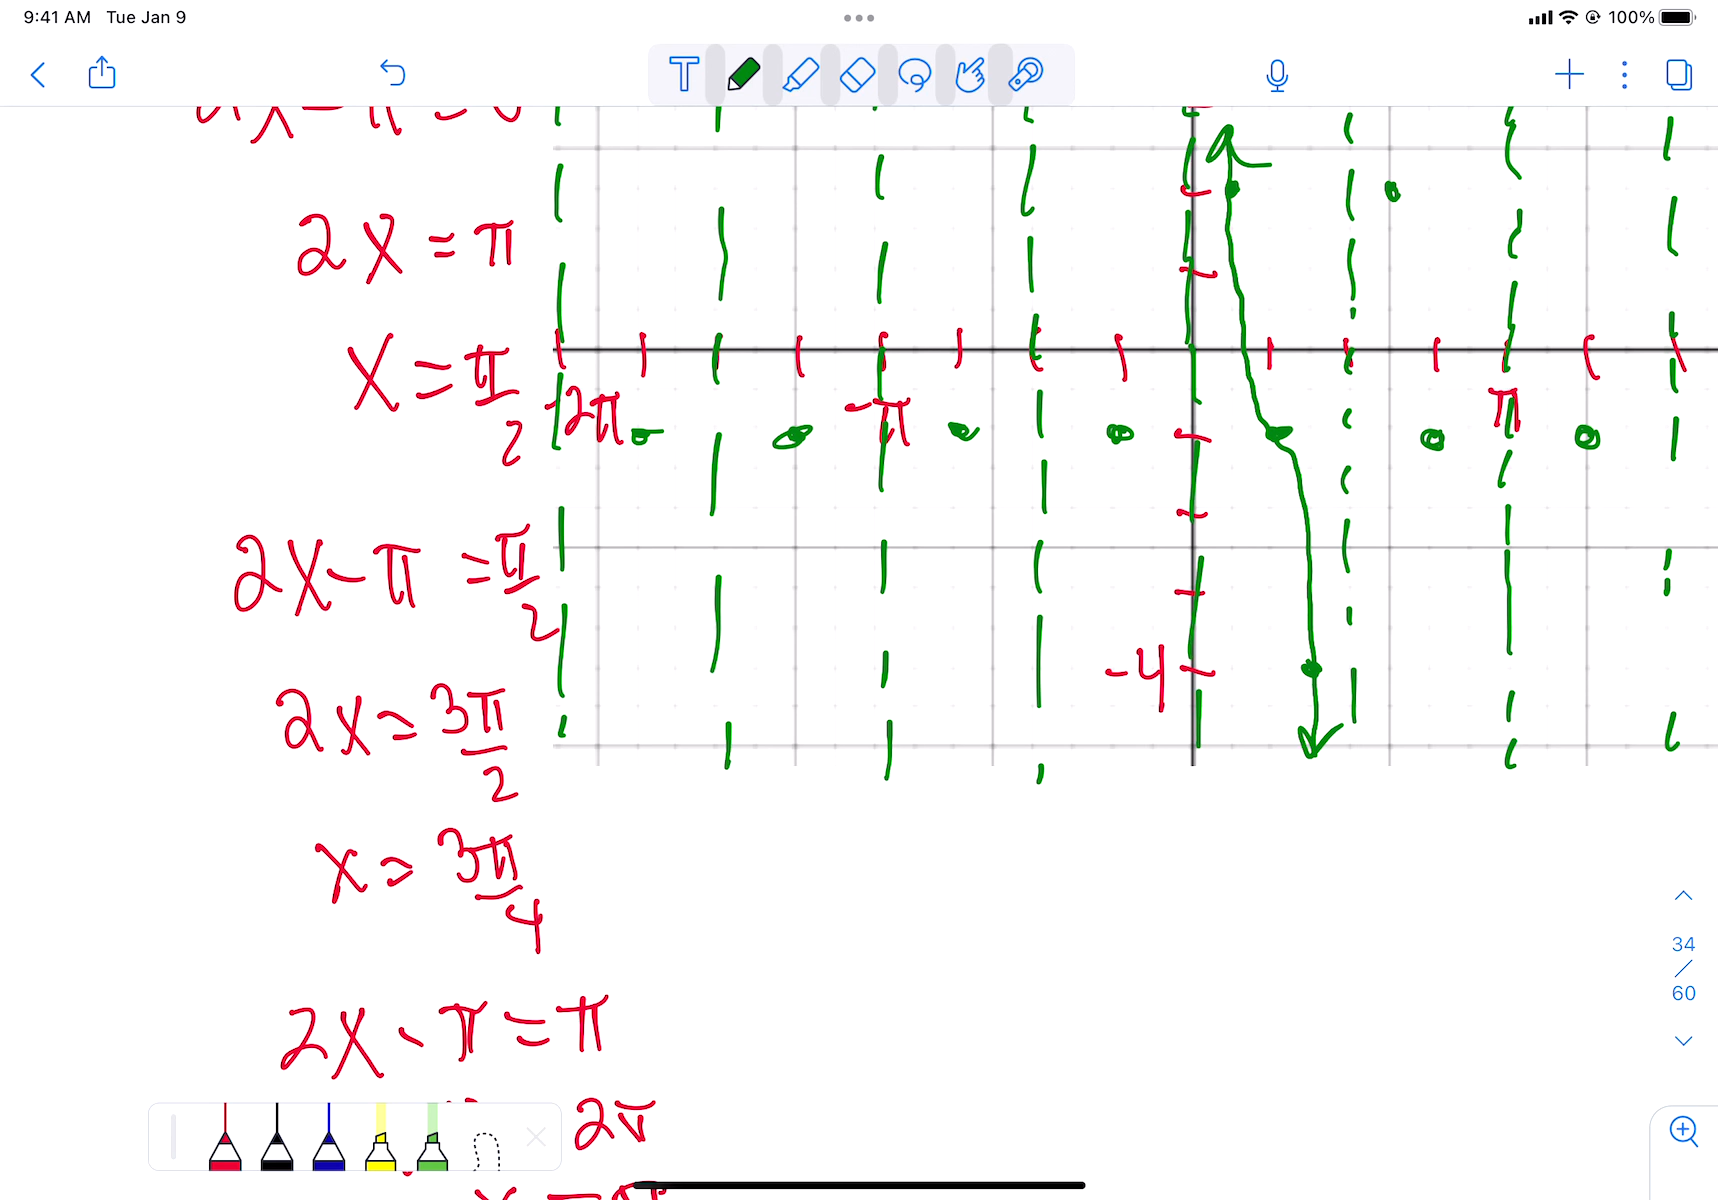 9:41 AM Tue Jan 9
100%
T
2x = π
x = π/2
-2π
-π
π
2x - π = π/2
-4
2x = 3π/2
x = 3π/4
34
/
60
2x - π = π
2π